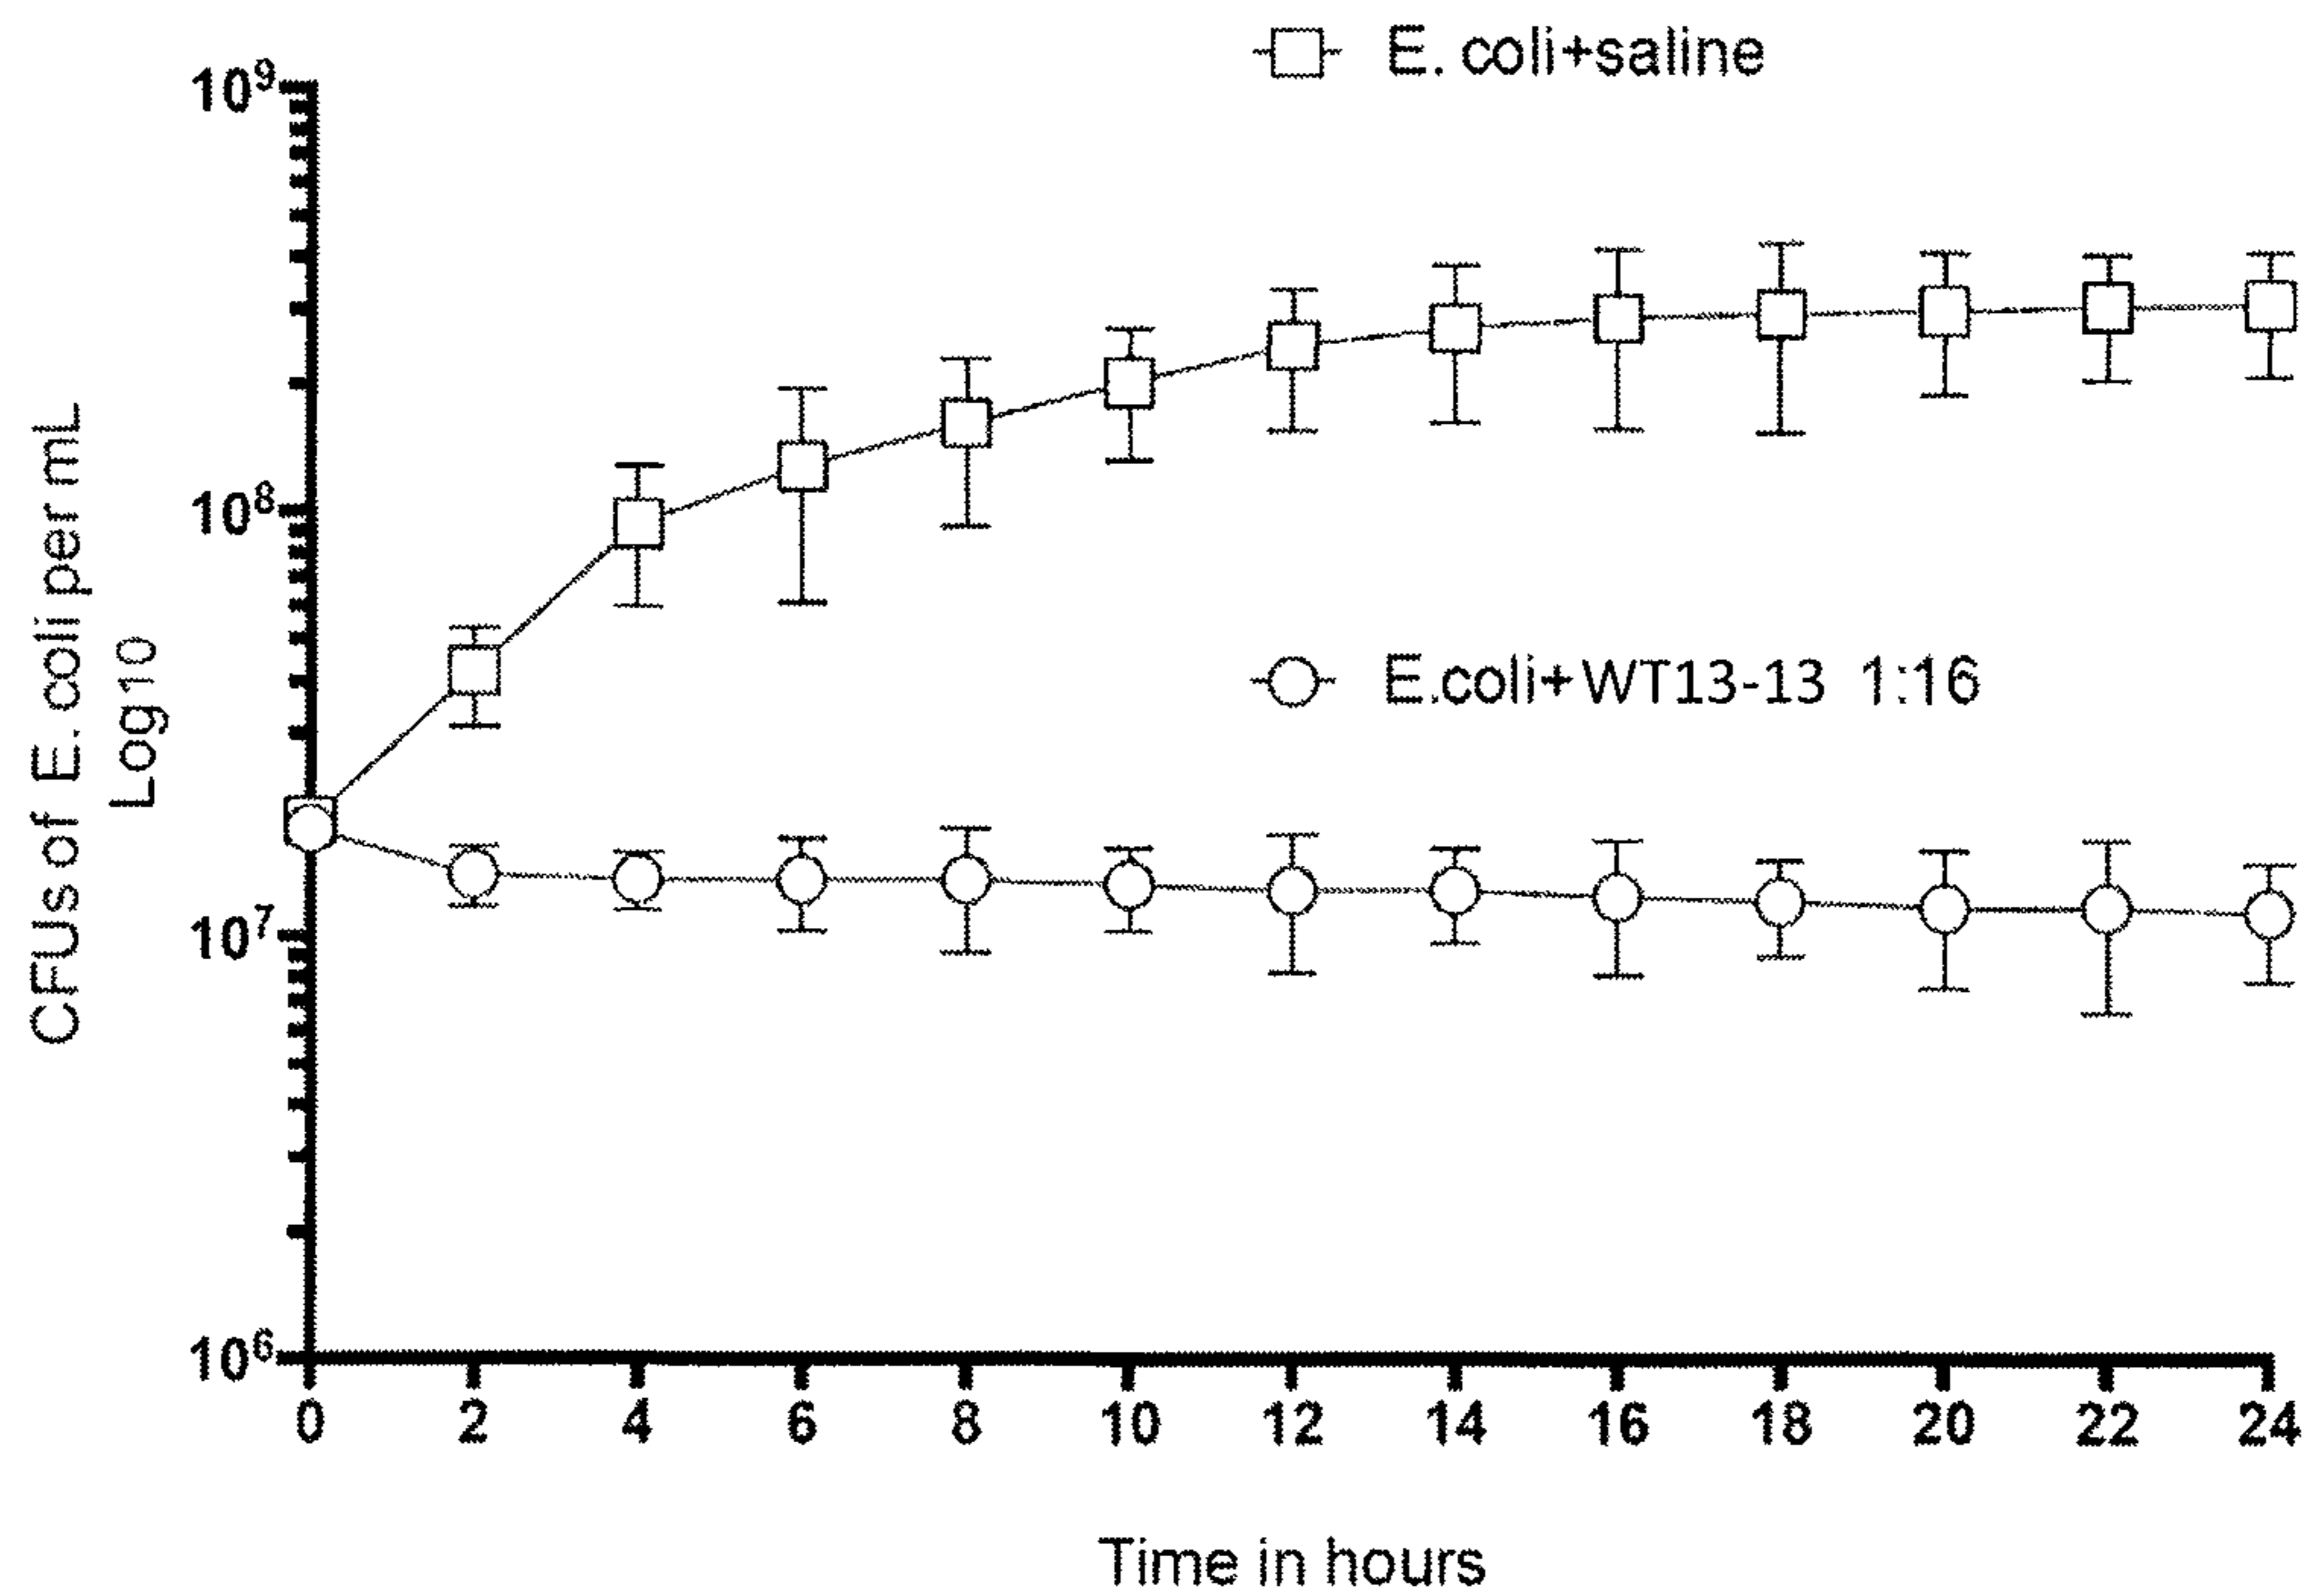 E. coli+saline
10⁹
10⁸
10⁷
10⁶
CFUs of E. coli per mL
Log10
E.coli+WT13-13 1:16
0 2 4 6 8 10 12 14 16 18 20 22 24
Time in hours